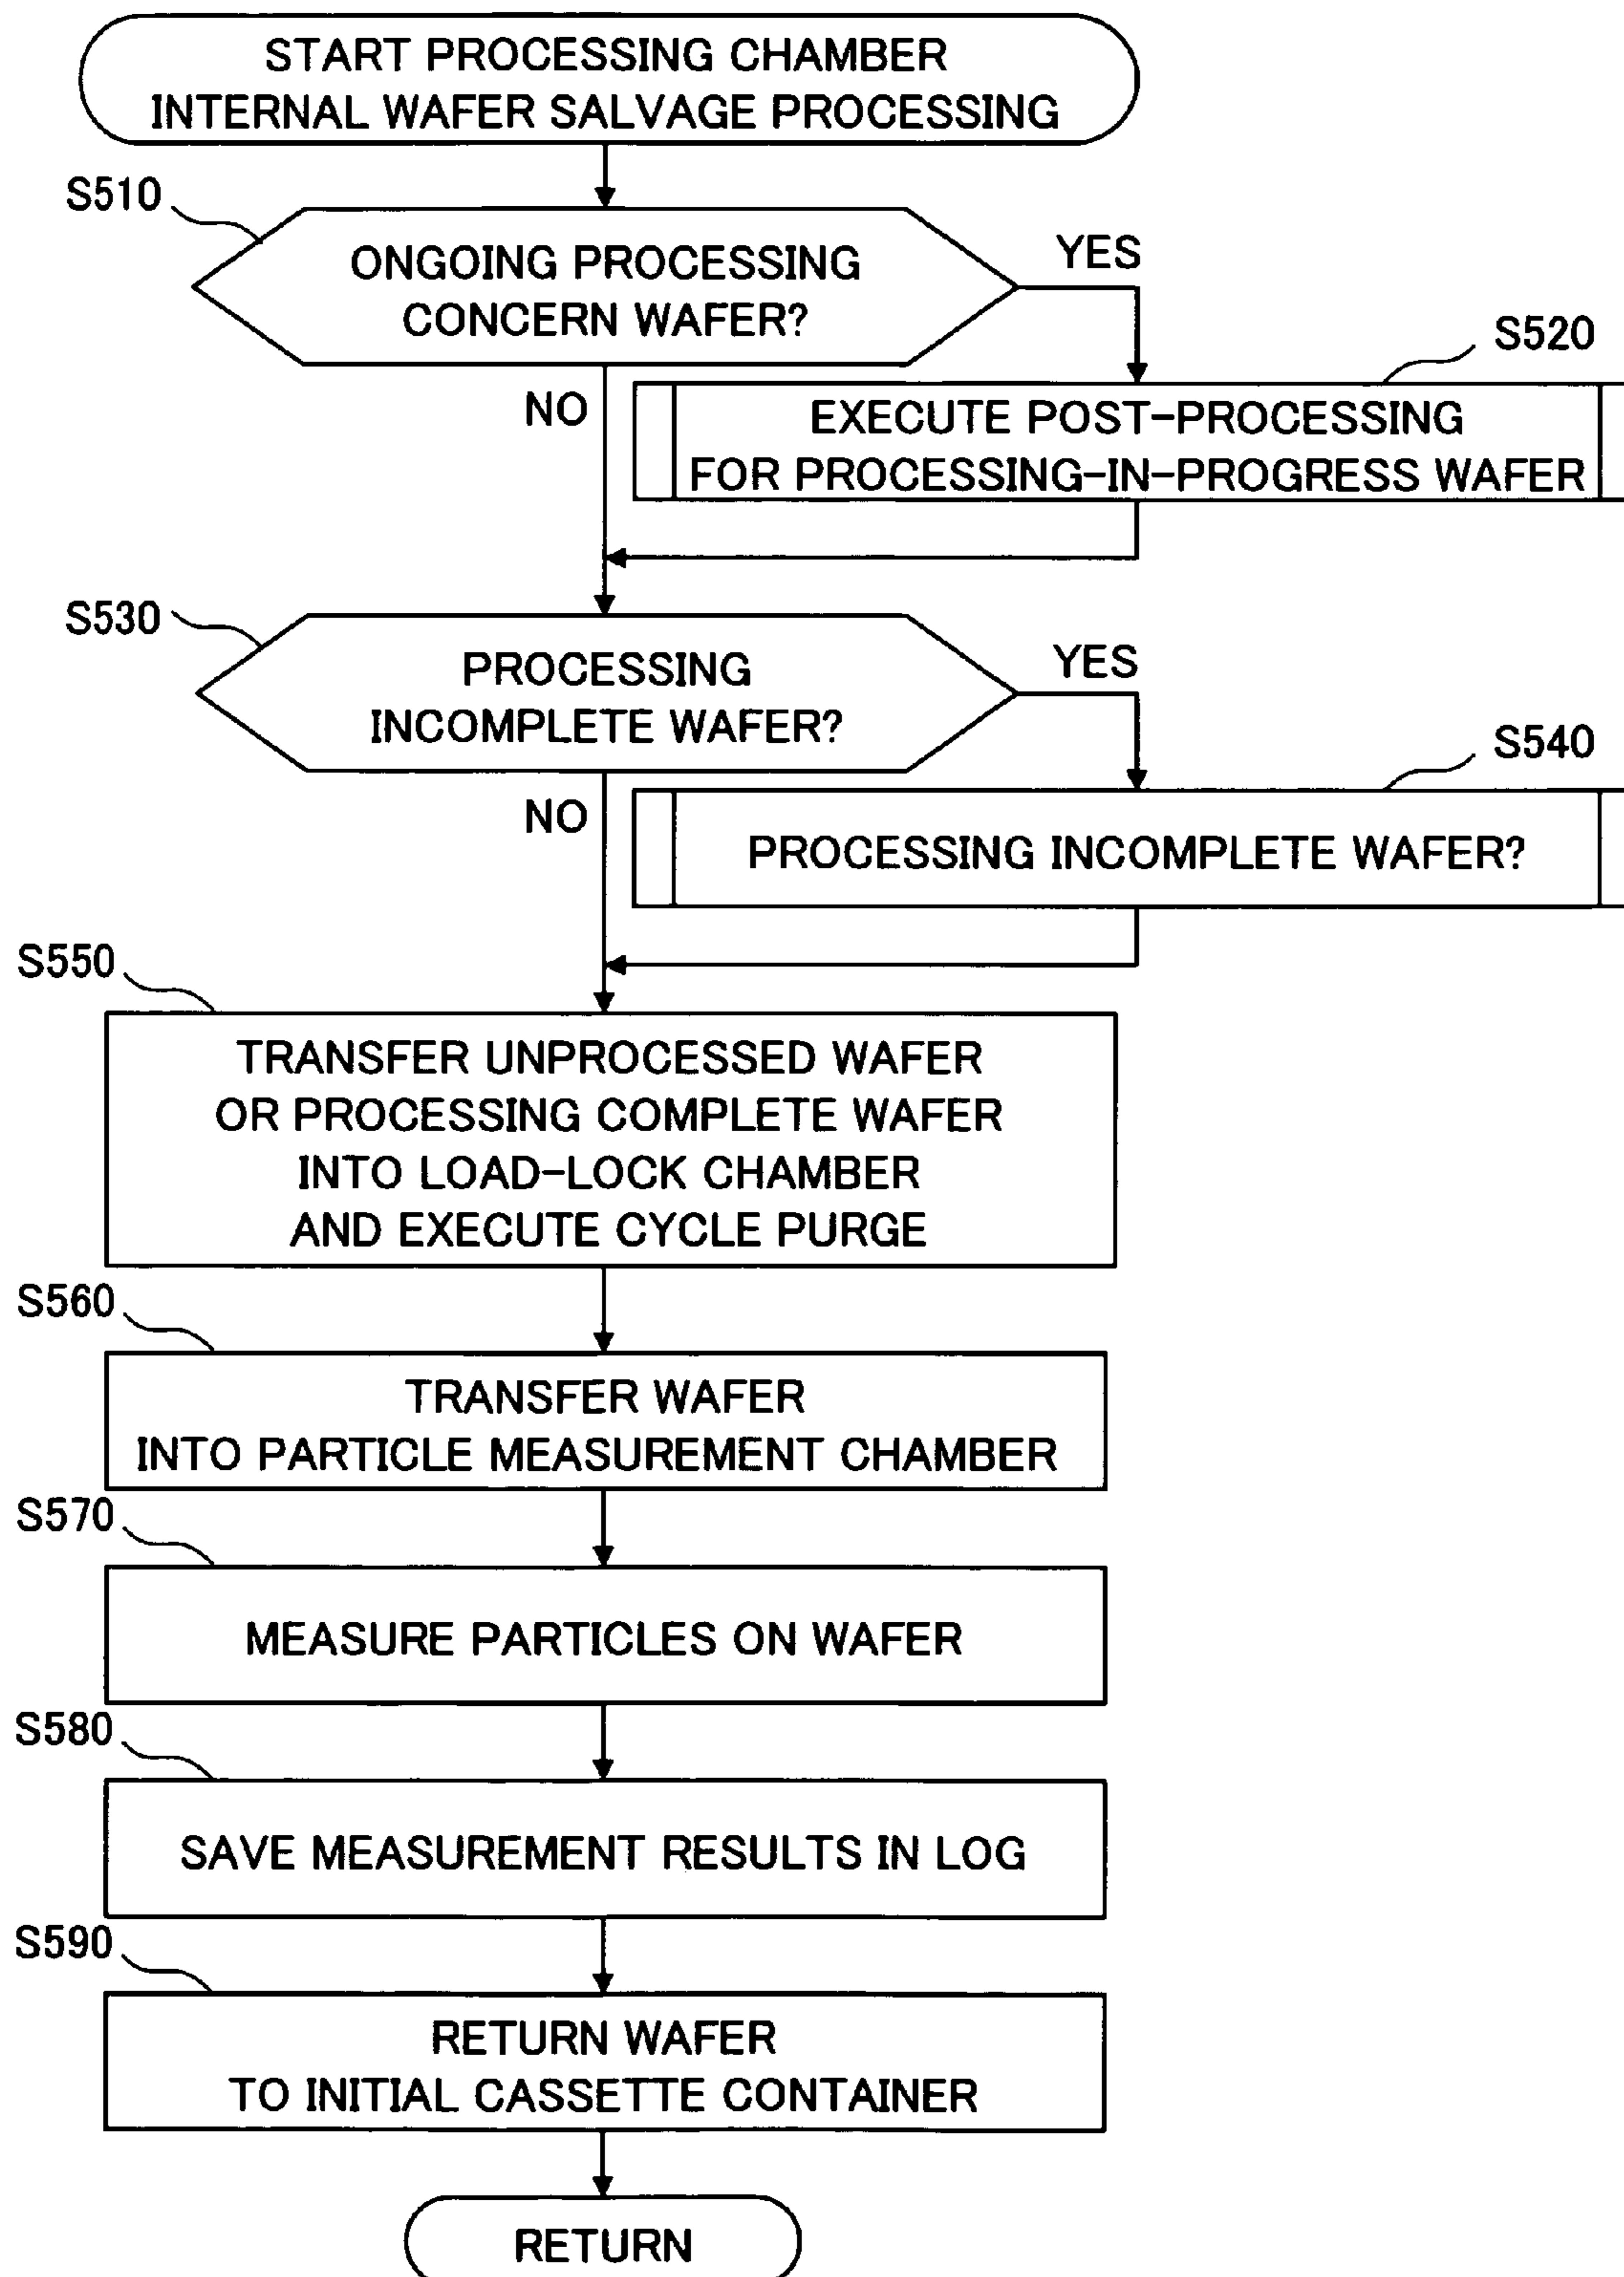 START PROCESSING CHAMBER
INTERNAL WAFER SALVAGE PROCESSING
S510
ONGOING PROCESSING
CONCERN WAFER?
YES
S520
NO
EXECUTE POST-PROCESSING
FOR PROCESSING-IN-PROGRESS WAFER
S530
PROCESSING
INCOMPLETE WAFER?
YES
S540
NO
PROCESSING INCOMPLETE WAFER?
S550
TRANSFER UNPROCESSED WAFER
OR PROCESSING COMPLETE WAFER
INTO LOAD-LOCK CHAMBER
AND EXECUTE CYCLE PURGE
S560
TRANSFER WAFER
INTO PARTICLE MEASUREMENT CHAMBER
S570
MEASURE PARTICLES ON WAFER
S580
SAVE MEASUREMENT RESULTS IN LOG
S590
RETURN WAFER
TO INITIAL CASSETTE CONTAINER
RETURN